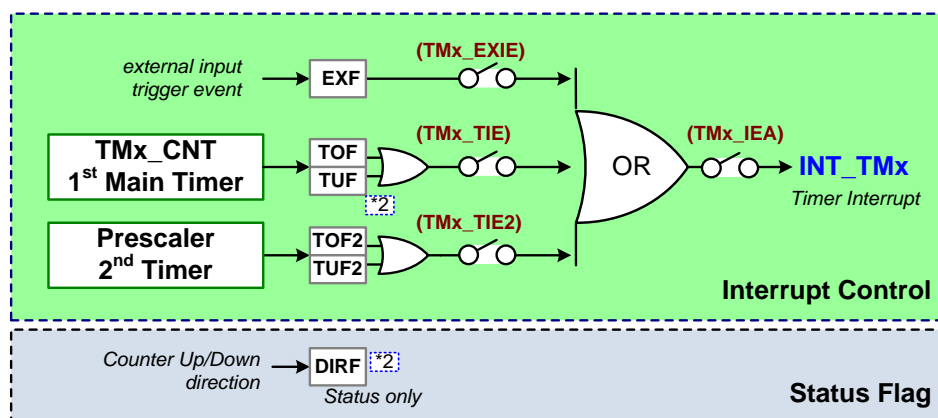 (TMx_EXIE)
external input
trigger event
EXF
TMx_CNT
1st Main Timer
TOF
TUF
*2
(TMx_TIE)
OR
(TMx_IEA)
INT_TMx
Timer Interrupt
Prescaler
2nd Timer
TOF2
TUF2
(TMx_TIE2)
Interrupt Control
Counter Up/Down
direction
DIRF
*2
Status only
Status Flag